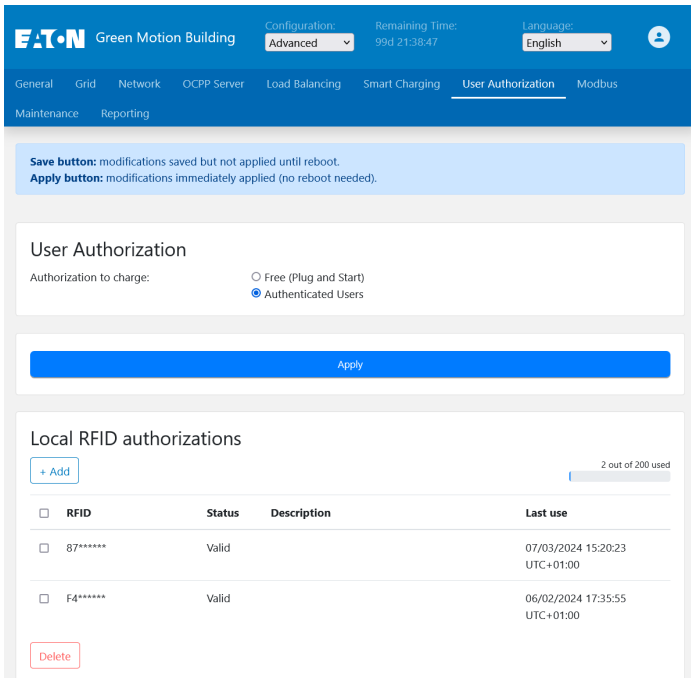 EATON Green Motion Building
Configuration:
Advanced
Remaining Time:
99d 21:38:47
Language:
English
General Grid Network OCPP Server Load Balancing Smart Charging User Authorization Modbus
Maintenance Reporting
Save button: modifications saved but not applied until reboot.
Apply button: modifications immediately applied (no reboot needed).
User Authorization
Authorization to charge:
Free (Plug and Start)
Authenticated Users
Apply
Local RFID authorizations
+ Add
2 out of 200 used
RFID Status Description Last use
87****** Valid 07/03/2024 15:20:23
UTC+01:00
F4****** Valid 06/02/2024 17:35:55
UTC+01:00
Delete